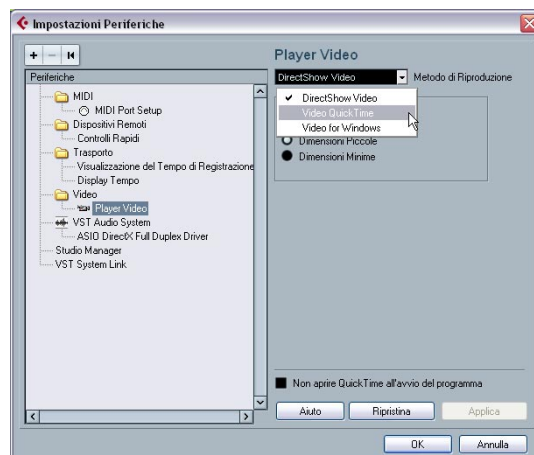 Impostazioni Periferiche
Periferiche
MIDI
MIDI Port Setup
Dispositivi Remoti
Controlli Rapidi
Trasporto
Visualizzazione del Tempo di Registrazione
Display Tempo
Video
Player Video
VST Audio System
ASIO DirectX Full Duplex Driver
Studio Manager
VST System Link
Player Video
DirectShow Video
Metodo di Riproduzione
DirectShow Video
Video QuickTime
Video for Windows
Dimensioni Piccole
Dimensioni Minime
Non aprire QuickTime all'avvio del programma
Aiuto
Ripristina
Applica
OK
Annulla